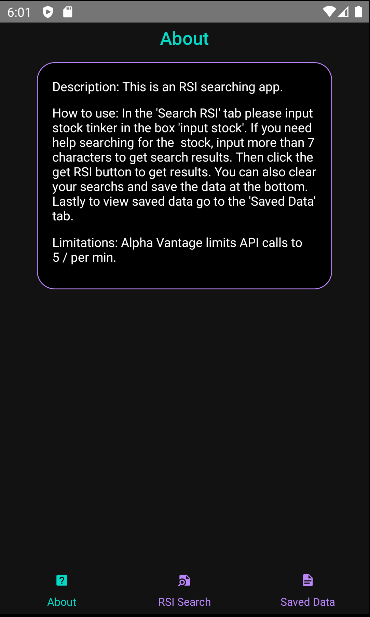 6:01
About
Description: This is an RSI searching app.
How to use: In the 'Search RSI' tab please input
stock tinker in the box 'input stock'. If you need
help searching for the  stock, input more than 7
characters to get search results. Then click the
get RSI button to get results. You can also clear
your searchs and save the data at the bottom.
Lastly to view saved data go to the 'Saved Data'
tab.
Limitations: Alpha Vantage limits API calls to
5 / per min.
About
RSI Search
Saved Data